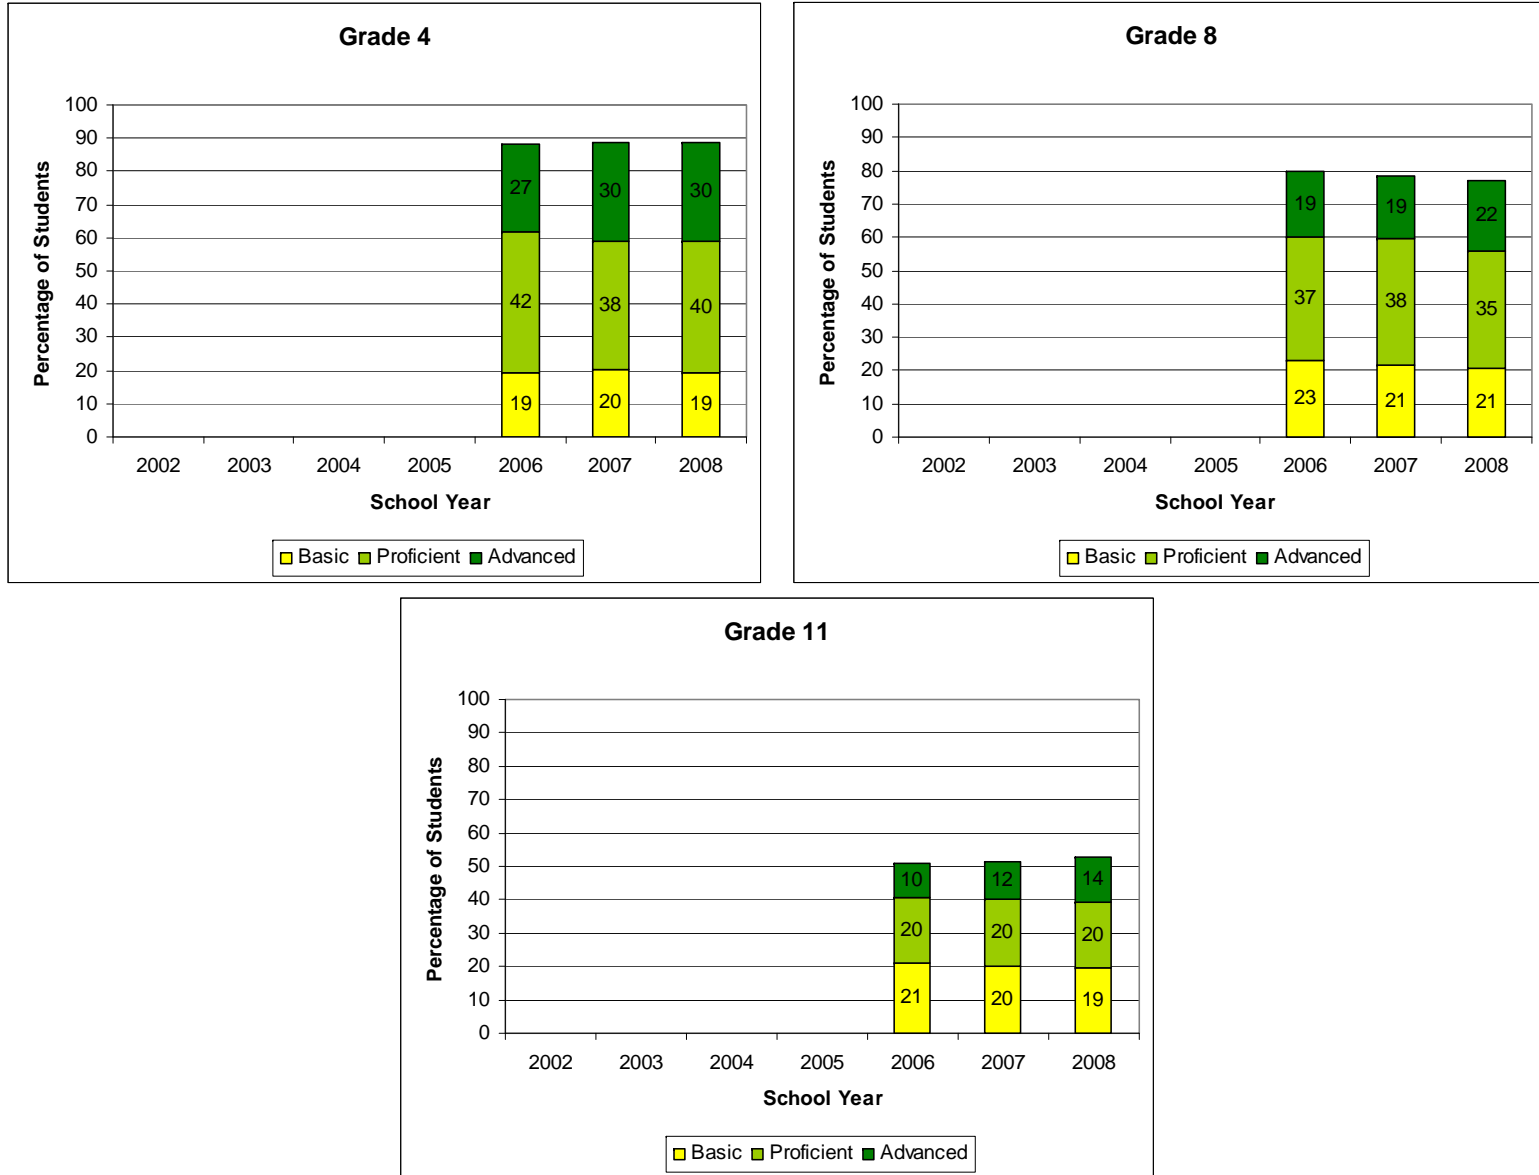 Grade 4
100
90
80
70
60
50
40
30
20
10
0
Percentage of Students
27 30 30
42 38 40
19 20 19
2002 2003 2004 2005 2006 2007 2008
School Year
Basic Proficient Advanced
Grade 8
100
90
80
70
60
50
40
30
20
10
0
Percentage of Students
19 19 22
37 38 35
23 21 21
2002 2003 2004 2005 2006 2007 2008
School Year
Basic Proficient Advanced
Grade 11
100
90
80
70
60
50
40
30
20
10
0
Percentage of Students
10 12 14
20 20 20
21 20 19
2002 2003 2004 2005 2006 2007 2008
School Year
Basic Proficient Advanced